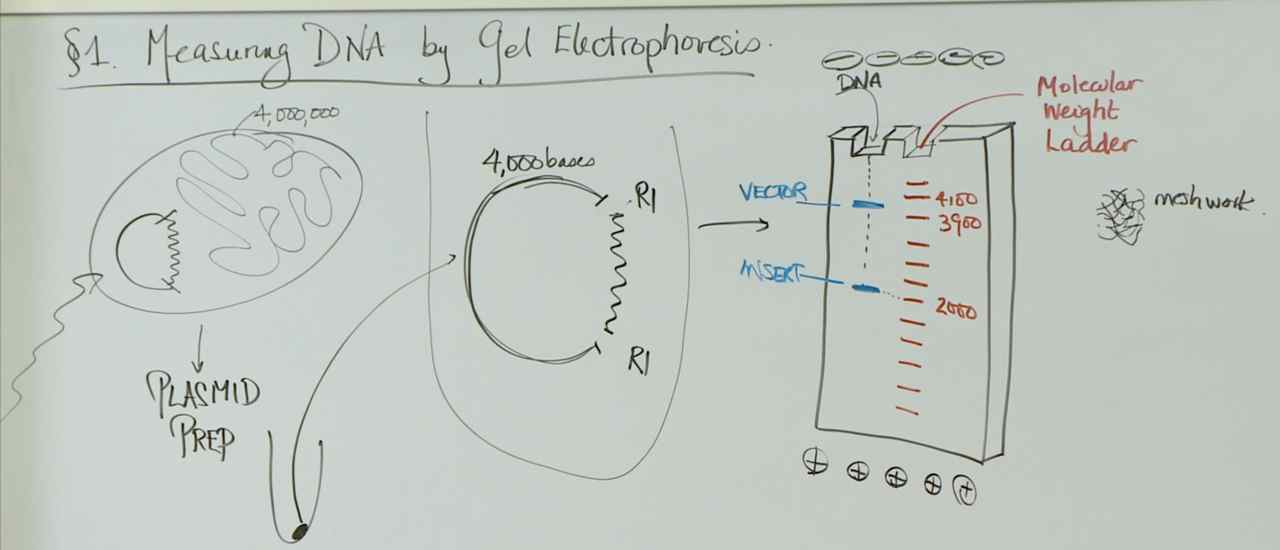 §1. Measuring DNA by Gel Electrophoresis.
4,000,000
PLASMID
PREP
4,000 bases
R1
R1
DNA
Molecular
Weight
Ladder
VECTOR
INSERT
4100
3900
2000
meshwork.